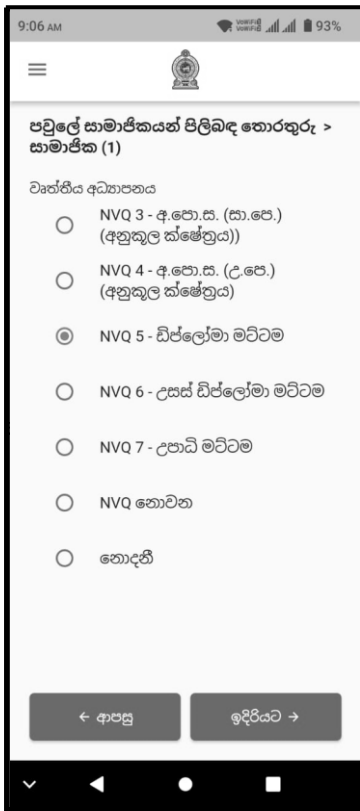 9:06 AM
VoWiFi VoWiFi 93%
පවුලේ සාමාජිකයන් පිලිබඳ තොරතුරු >
සාමාජික (1)
වෘත්තීය අධ්‍යාපනය
NVQ 3 - අ.පො.ස. (සා.පෙ.)
(අනුකූල ක්ෂේත්‍රය))
NVQ 4 - අ.පො.ස. (උ.පෙ.)
(අනුකූල ක්ෂේත්‍රය)
NVQ 5 - ඩිප්ලෝමා මට්ටම
NVQ 6 - උසස් ඩිප්ලෝමා මට්ටම
NVQ 7 - උපාධි මට්ටම
NVQ නොවන
නොදනී
← ආපසු
ඉදිරියට →